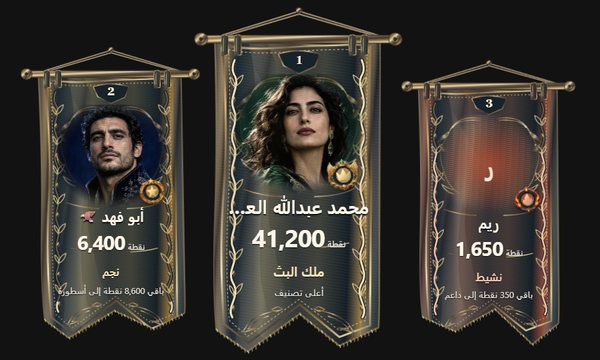 1
محمد عبدالله الع...
41,200 نقطة
ملك البث
أعلى تصنيف
2
أبو فهد
6,400 نقطة
نجم
باقي 8,600 نقطة إلى أسطورة
3
ر
ريم
1,650 نقطة
نشيط
باقي 350 نقطة إلى داعم